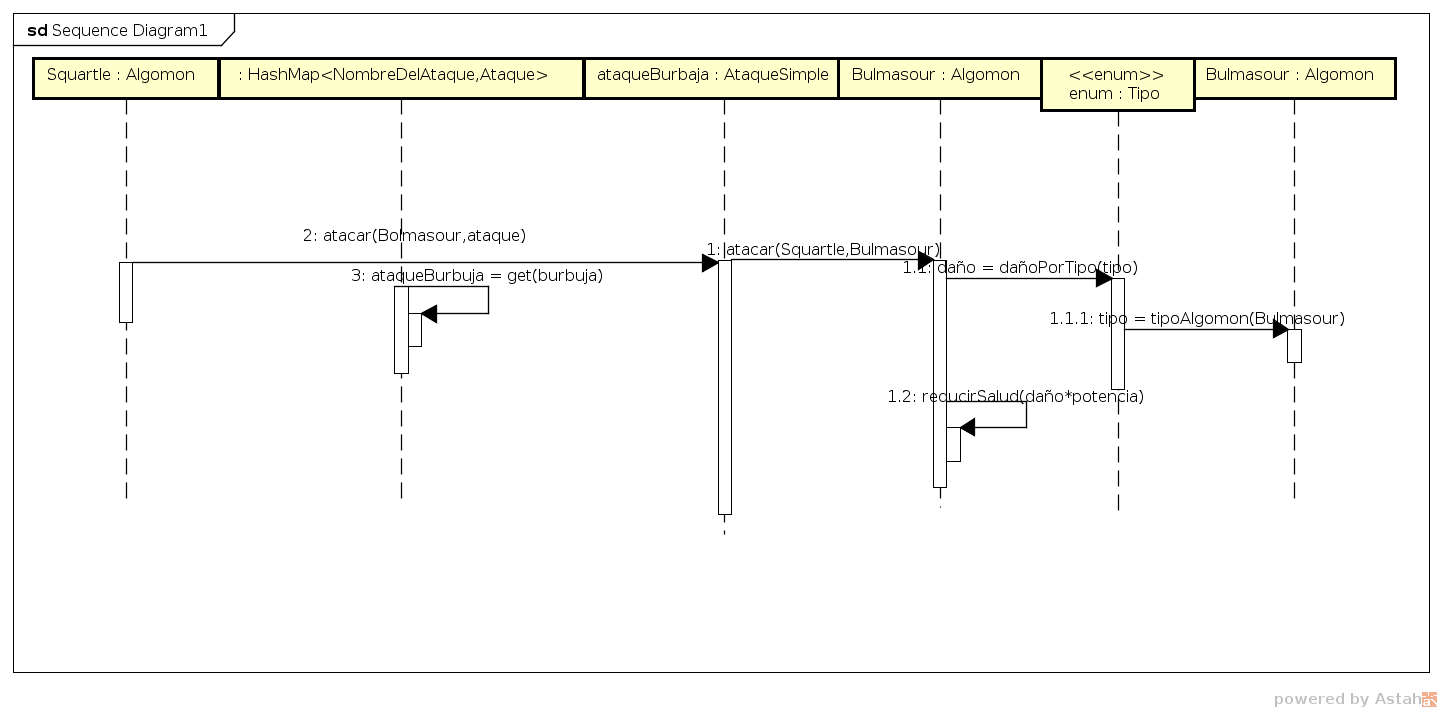 sd Sequence Diagram1
Squartle : Algomon
: HashMap<NombreDelAtaque,Ataque>
ataqueBurbaja : AtaqueSimple
Bulmasour : Algomon
<<enum>>
enum : Tipo
Bulmasour : Algomon
2: atacar(Bolmasour,ataque)
1: atacar(Squartle,Bulmasour)
1.1: daño = dañoPorTipo(tipo)
3: ataqueBurbuja = get(burbuja)
1.1.1: tipo = tipoAlgomon(Bulmasour)
1.2: reducirSalud(daño*potencia)
powered by Astah